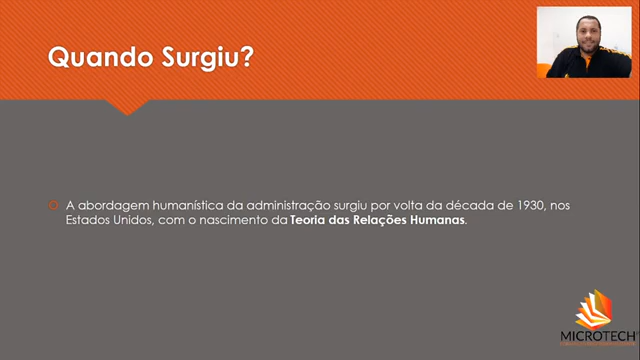 Quando Surgiu?
A abordagem humanística da administração surgiu por volta da década de 1930, nos
Estados Unidos, com o nascimento da Teoria das Relações Humanas.
MICROTECH